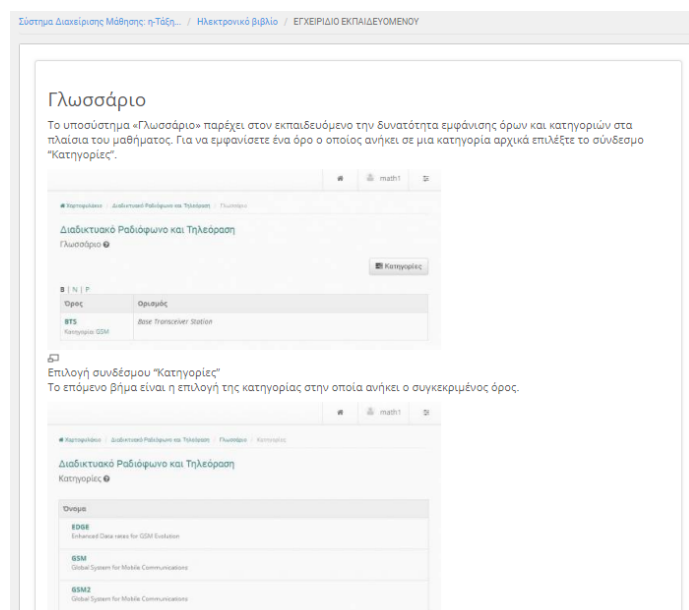 Σύστημα Διαχείρισης Μάθησης: η-Τάξη... / Ηλεκτρονικό βιβλίο / ΕΓΧΕΙΡΙΔΙΟ ΕΚΠΑΙΔΕΥΟΜΕΝΟΥ
Γλωσσάριο
Το υποσύστημα «Γλωσσάριο» παρέχει στον εκπαιδευόμενο την δυνατότητα εμφάνισης όρων και κατηγοριών στα
πλαίσια του μαθήματος. Για να εμφανίσετε ένα όρο ο οποίος ανήκει σε μια κατηγορία αρχικά επιλέξτε το σύνδεσμο
“Κατηγορίες”.
math1
Χαρτοφυλάκιο / Διαδικτυακό Ραδιόφωνο και Τηλεόραση / Γλωσσάριο
Διαδικτυακό Ραδιόφωνο και Τηλεόραση
Γλωσσάριο
Κατηγορίες
B | N | P
Όρος Ορισμός
BTS Base Transceiver Station
Κατηγορία: GSM
Επιλογή συνδέσμου “Κατηγορίες”
Το επόμενο βήμα είναι η επιλογή της κατηγορίας στην οποία ανήκει ο συγκεκριμένος όρος.
math1
Χαρτοφυλάκιο / Διαδικτυακό Ραδιόφωνο και Τηλεόραση / Γλωσσάριο / Κατηγορίες
Διαδικτυακό Ραδιόφωνο και Τηλεόραση
Κατηγορίες
Όνομα
EDGE
Enhanced Data rates for GSM Evolution
GSM
Global System for Mobile Communications
GSM2
Global System for Mobile Communications